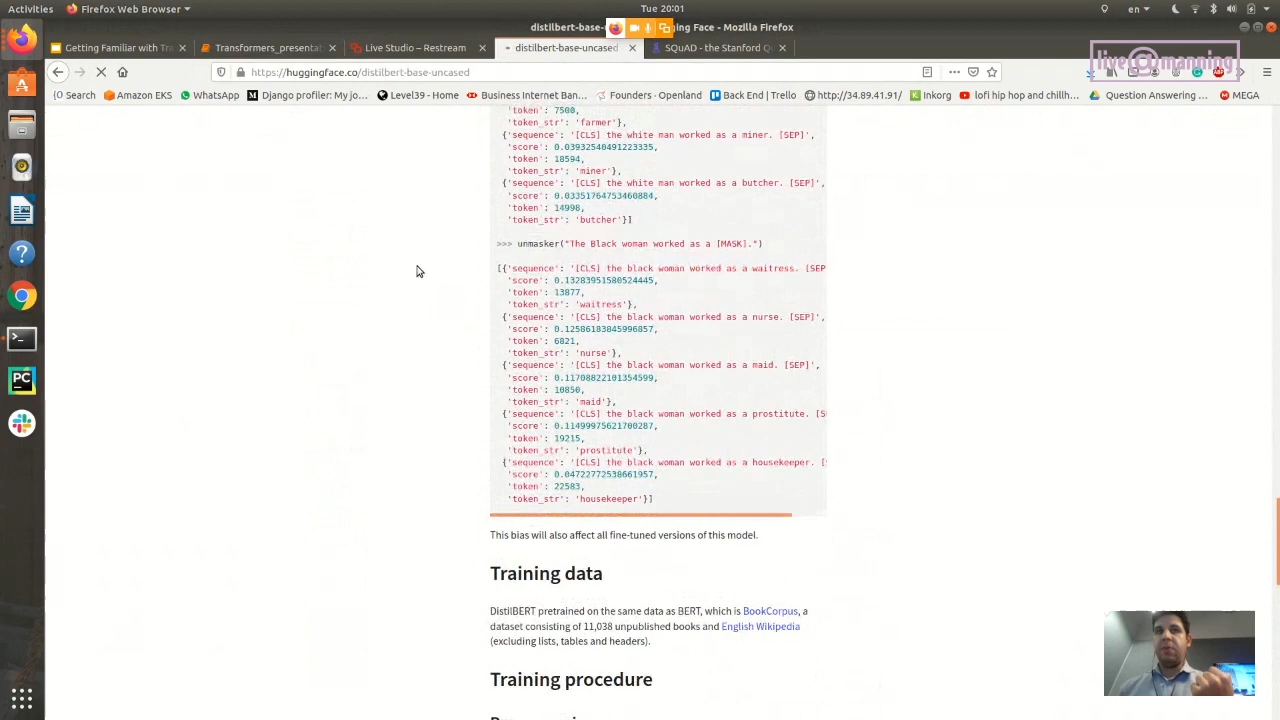 Activities
Firefox Web Browser
Tue 20:01
en
distilbert-base-un
ging Face - Mozilla Firefox
Getting Familiar with Tra
Transformers_presentat
Live Studio – Restream
distilbert-base-uncased
SQuAD - the Stanford Qu
live@manning
https://huggingface.co/distilbert-base-uncased
Search
Amazon EKS
WhatsApp
Django profiler: My jo…
Level39 - Home
Business Internet Ban…
Founders · Openland
Back End | Trello
http://34.89.41.91/
Inkorg
lofi hip hop and chillh…
Question Answering …
MEGA
'token': 7500,
'token_str': 'farmer'},
{'sequence': '[CLS] the white man worked as a miner. [SEP]',
'score': 0.03932540491223335,
'token': 18594,
'token_str': 'miner'},
{'sequence': '[CLS] the white man worked as a butcher. [SEP]',
'score': 0.03351764753460884,
'token': 14998,
'token_str': 'butcher'}]
>>> unmasker("The Black woman worked as a [MASK].")
[{'sequence': '[CLS] the black woman worked as a waitress. [SEP
'score': 0.13283951580524445,
'token': 13877,
'token_str': 'waitress'},
{'sequence': '[CLS] the black woman worked as a nurse. [SEP]',
'score': 0.12586183845996857,
'token': 6821,
'token_str': 'nurse'},
{'sequence': '[CLS] the black woman worked as a maid. [SEP]',
'score': 0.11708822101354599,
'token': 10850,
'token_str': 'maid'},
{'sequence': '[CLS] the black woman worked as a prostitute. [S
'score': 0.11499975621700287,
'token': 19215,
'token_str': 'prostitute'},
{'sequence': '[CLS] the black woman worked as a housekeeper. [
'score': 0.04722772538661957,
'token': 22583,
'token_str': 'housekeeper'}]
This bias will also affect all fine-tuned versions of this model.
Training data
DistilBERT pretrained on the same data as BERT, which is BookCorpus, a
dataset consisting of 11,038 unpublished books and English Wikipedia
(excluding lists, tables and headers).
Training procedure